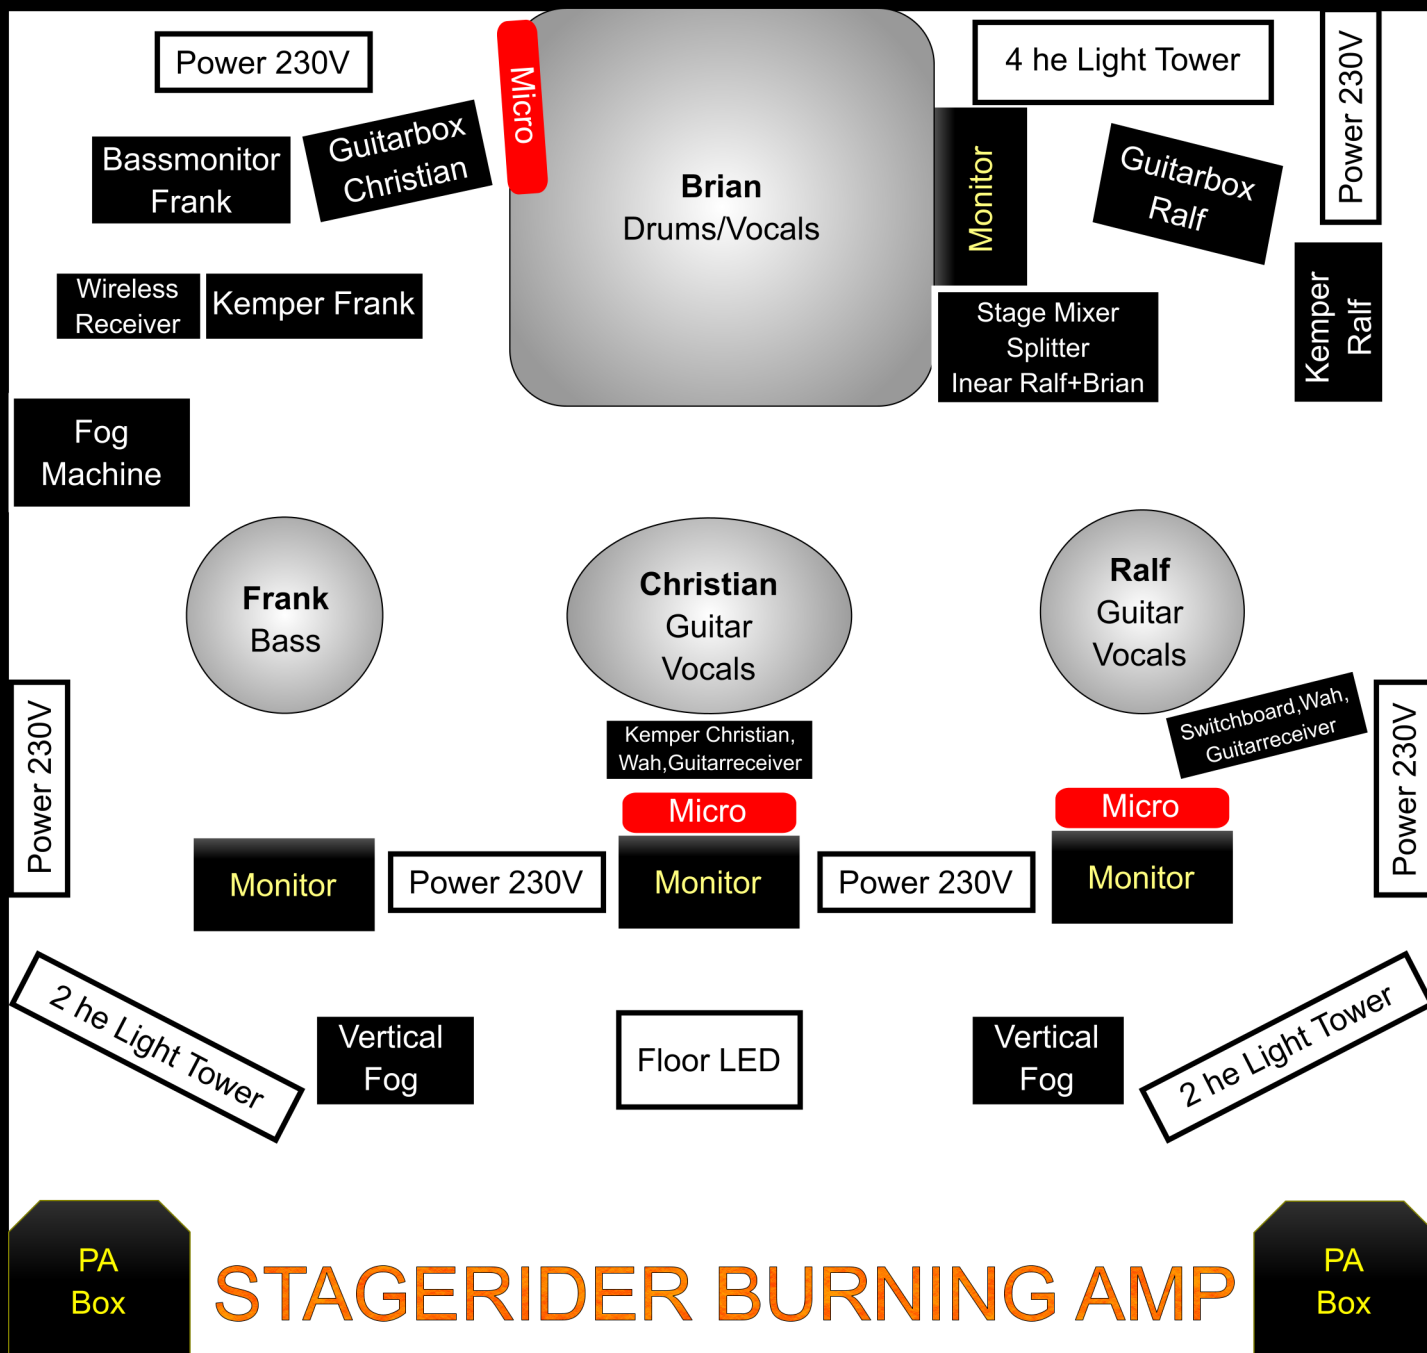 Power 230V
Micro
4 he Light Tower
Power 230V
Bassmonitor
Frank
Guitarbox
Christian
Brian
Drums/Vocals
Monitor
Guitarbox
Ralf
Wireless
Receiver
Kemper Frank
Stage Mixer
Splitter
Inear Ralf+Brian
Kemper
Ralf
Fog
Machine
Frank
Bass
Christian
Guitar
Vocals
Ralf
Guitar
Vocals
Power 230V
Kemper Christian,
Wah,Guitarreceiver
Switchboard,Wah,
Guitarreceiver
Power 230V
Micro
Micro
Monitor
Power 230V
Monitor
Power 230V
Monitor
2 he Light Tower
Vertical
Fog
Floor LED
Vertical
Fog
2 he Light Tower
PA
Box
STAGERIDER BURNING AMP
PA
Box